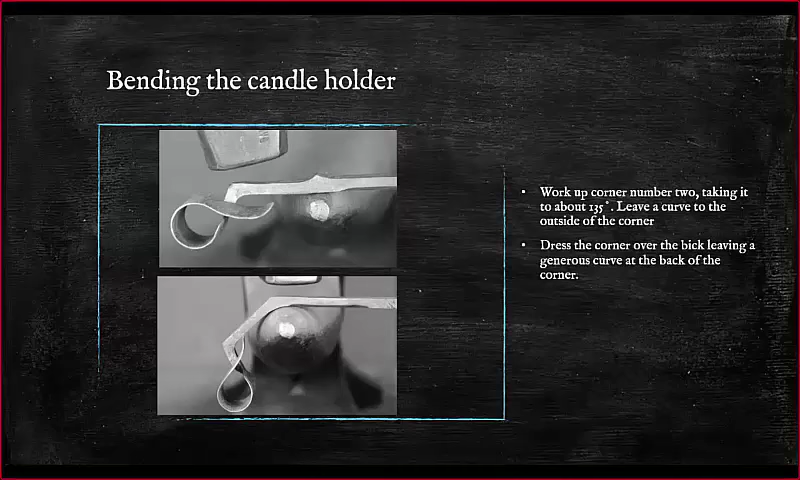 Bending the candle holder
• Work up corner number two, taking it
to about 135°. Leave a curve to the
outside of the corner
• Dress the corner over the bick leaving a
generous curve at the back of the
corner.